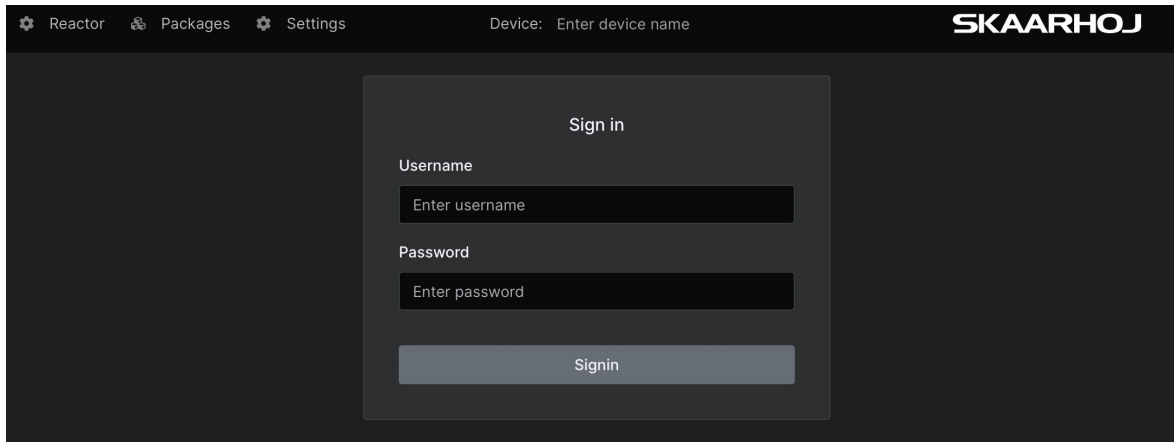 Reactor Packages Settings Device: Enter device name SKAARHOJ
Sign in
Username
Enter username
Password
Enter password
Signin